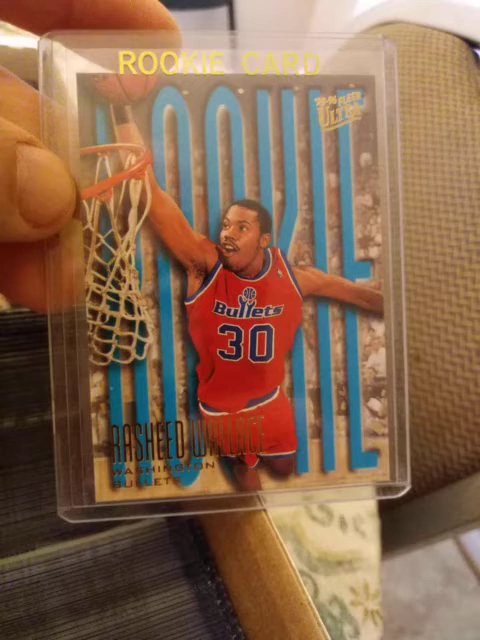 ROOKIE CARD
'95-96 FLEER
ULTRA
ROOKIE
Bullets
30
RASHEED WALLACE
WASHINGTON
BULLETS